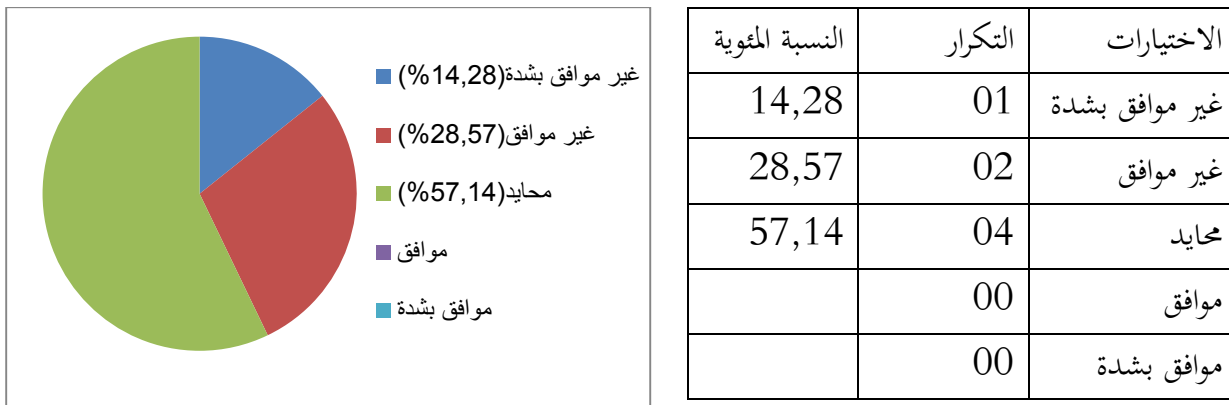 الاختيارات التكرار النسبة المئوية
غير موافق بشدة 01 14,28
غير موافق 02 28,57
محايد 04 57,14
موافق 00
موافق بشدة 00
غير موافق بشدة(14,28%)
غير موافق(28,57%)
محايد(57,14%)
موافق
موافق بشدة